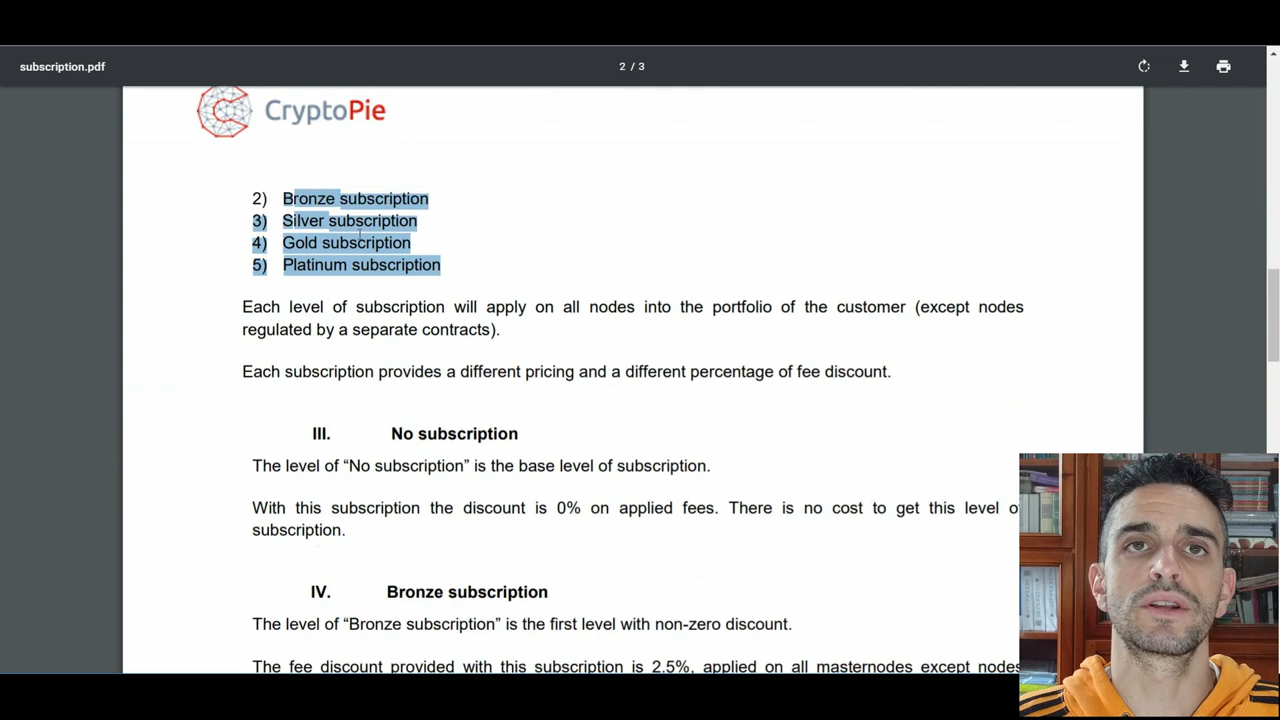 subscription.pdf
2 / 3
CryptoPie
2) Bronze subscription
3) Silver subscription
4) Gold subscription
5) Platinum subscription
Each level of subscription will apply on all nodes into the portfolio of the customer (except nodes
regulated by a separate contracts).
Each subscription provides a different pricing and a different percentage of fee discount.
III. No subscription
The level of “No subscription” is the base level of subscription.
With this subscription the discount is 0% on applied fees. There is no cost to get this level of
subscription.
IV. Bronze subscription
The level of “Bronze subscription” is the first level with non-zero discount.
The fee discount provided with this subscription is 2.5%, applied on all masternodes except nodes